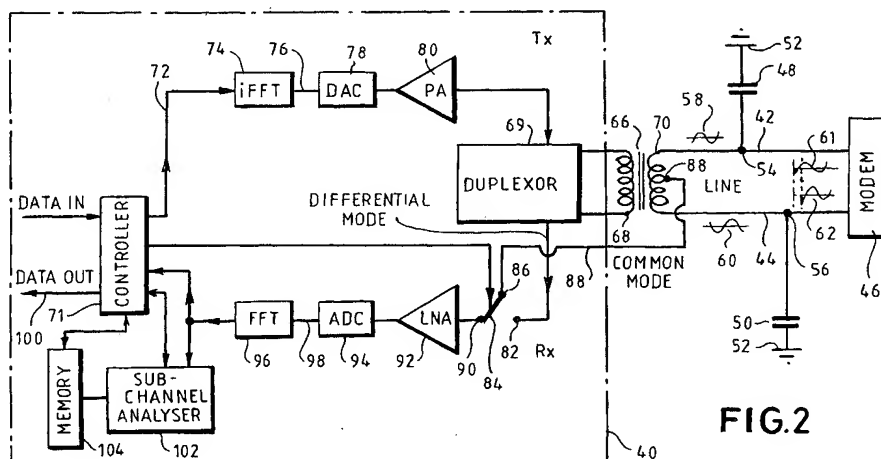 74
76
78
80
Tx
52
48
72
iFFT
DAC
PA
58
69
66
70
42
61
DUPLEXOR
88
54
LINE
MODEM
DATA IN
CONTROLLER
DIFFERENTIAL
MODE
68
60
44
56
62
46
DATA OUT
86
88
COMMON
MODE
71
100
FFT
ADC
LNA
82
50
96
98
94
92
90
84
Rx
52
MEMORY
SUB-
CHANNEL
ANALYSER
104
102
40
FIG.2